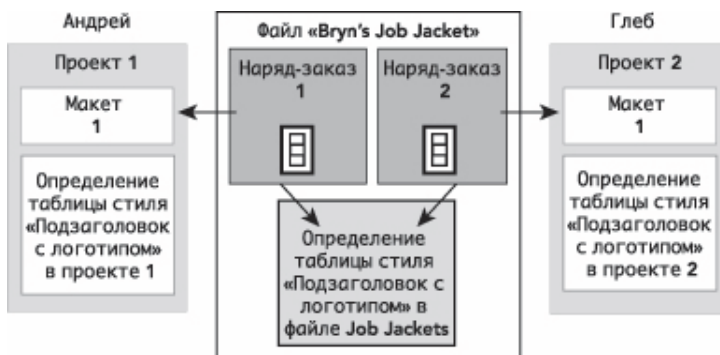 Андрей
Проект 1
Макет
1
Определение
таблицы стиля
«Подзаголовок
с логотипом»
в проекте 1
Файл «Bryn's Job Jacket»
Наряд-заказ
1
Наряд-заказ
2
Определение
таблицы стиля
«Подзаголовок с
логотипом» в
файле Job Jackets
Глеб
Проект 2
Макет
1
Определение
таблицы стиля
«Подзаголовок
с логотипом»
в проекте 2